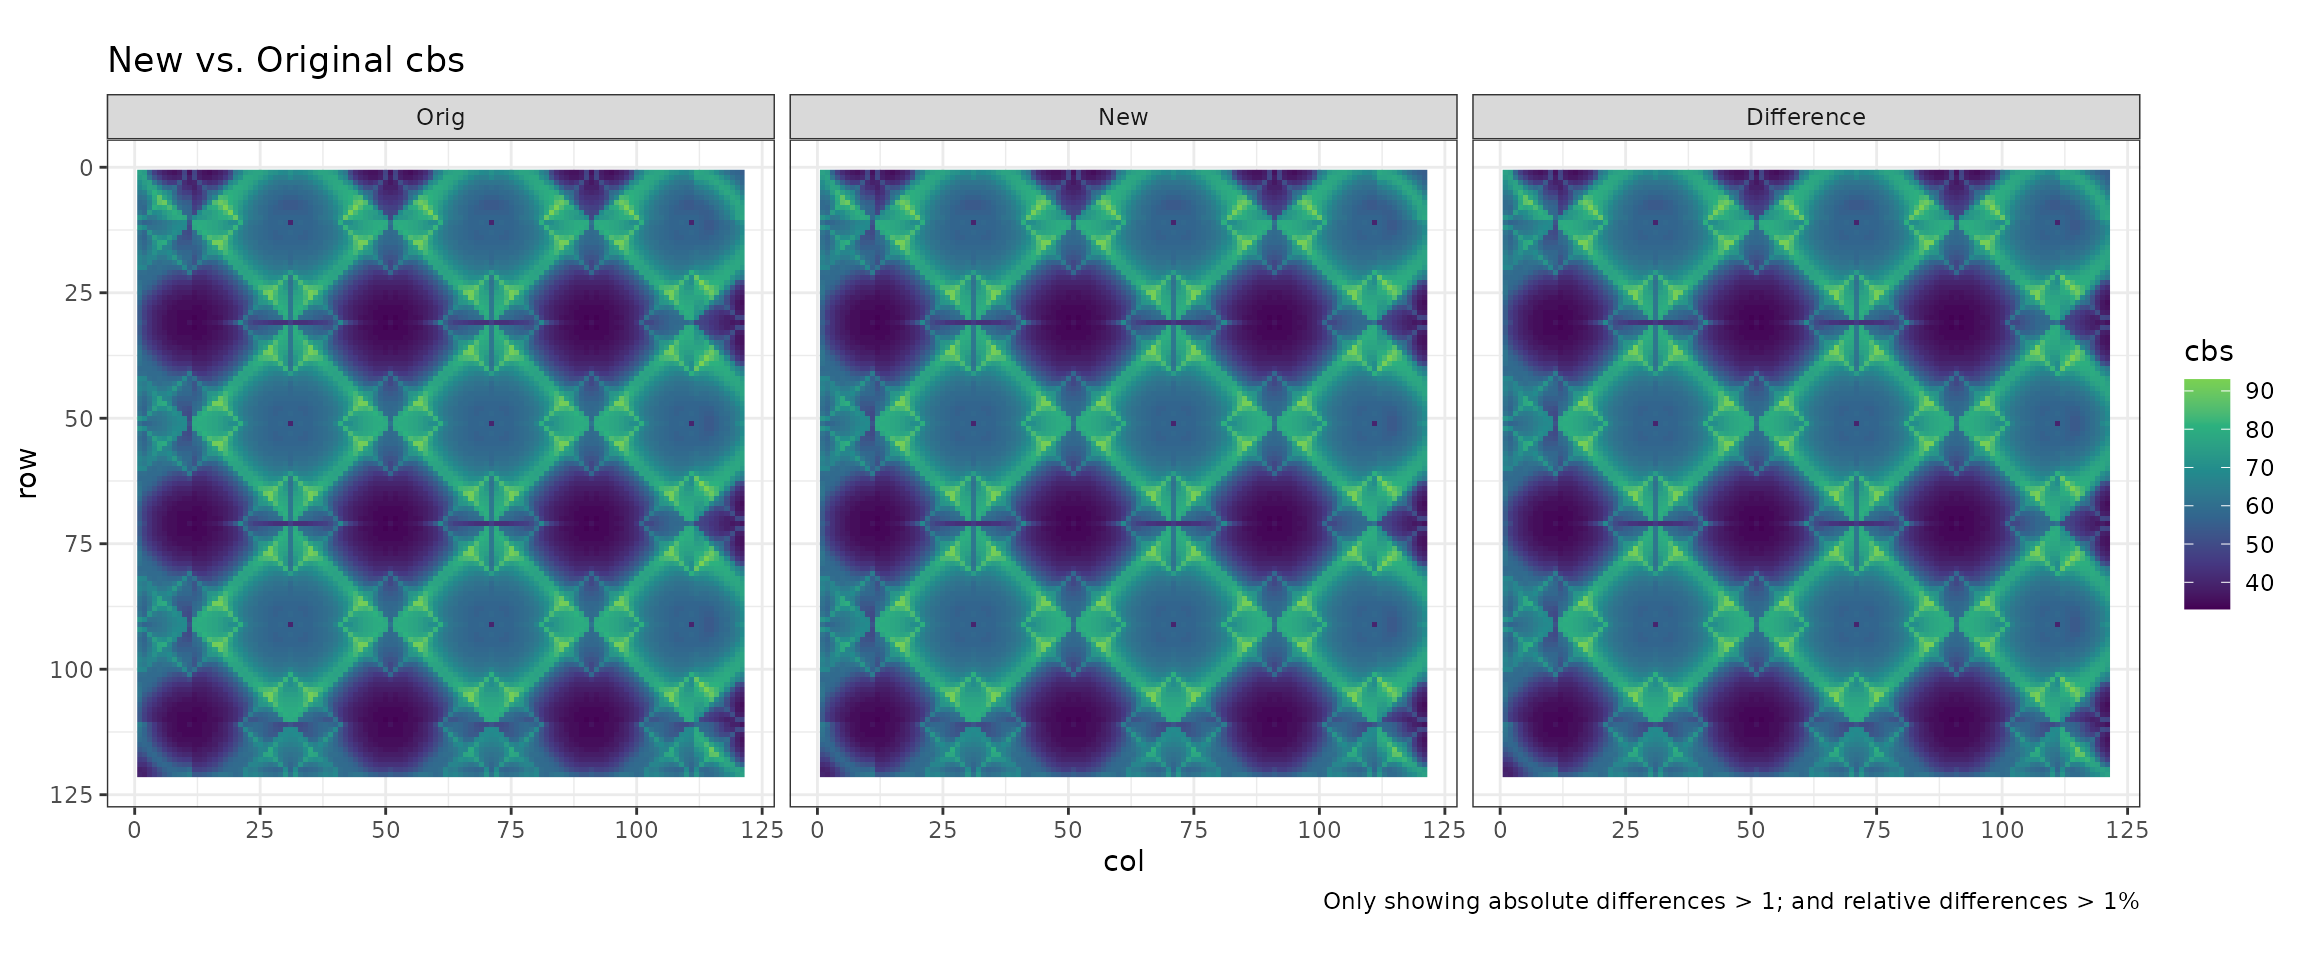 New vs. Original cbs
Orig
New
Difference
0
25
50
75
100
125
row
0 25 50 75 100 125
0 25 50 75 100 125
0 25 50 75 100 125
col
cbs
90
80
70
60
50
40
Only showing absolute differences > 1; and relative differences > 1%